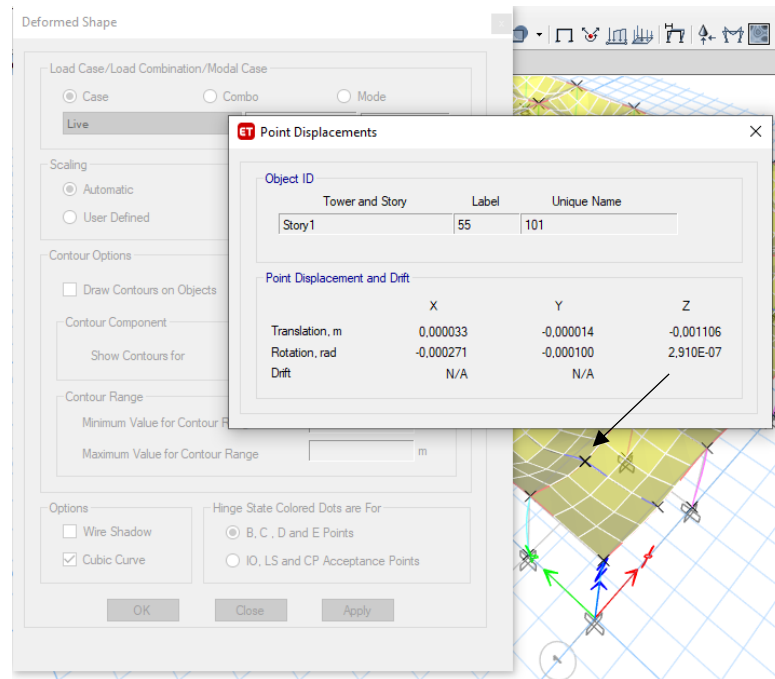 Deformed Shape
Load Case/Load Combination/Modal Case
Case Combo Mode
Live
ET Point Displacements
Object ID
Tower and Story Label Unique Name
Story1 55 101
Point Displacement and Drift
X Y Z
Translation, m 0,000033 -0,000014 -0,001106
Rotation, rad -0,000271 -0,000100 2,910E-07
Drift N/A N/A
Scaling
Automatic
User Defined
Contour Options
Draw Contours on Objects
Contour Component
Show Contours for
Contour Range
Minimum Value for Contour R
Maximum Value for Contour Range m
Options
Wire Shadow
Cubic Curve
Hinge State Colored Dots are For
B, C , D and E Points
IO, LS and CP Acceptance Points
OK Close Apply